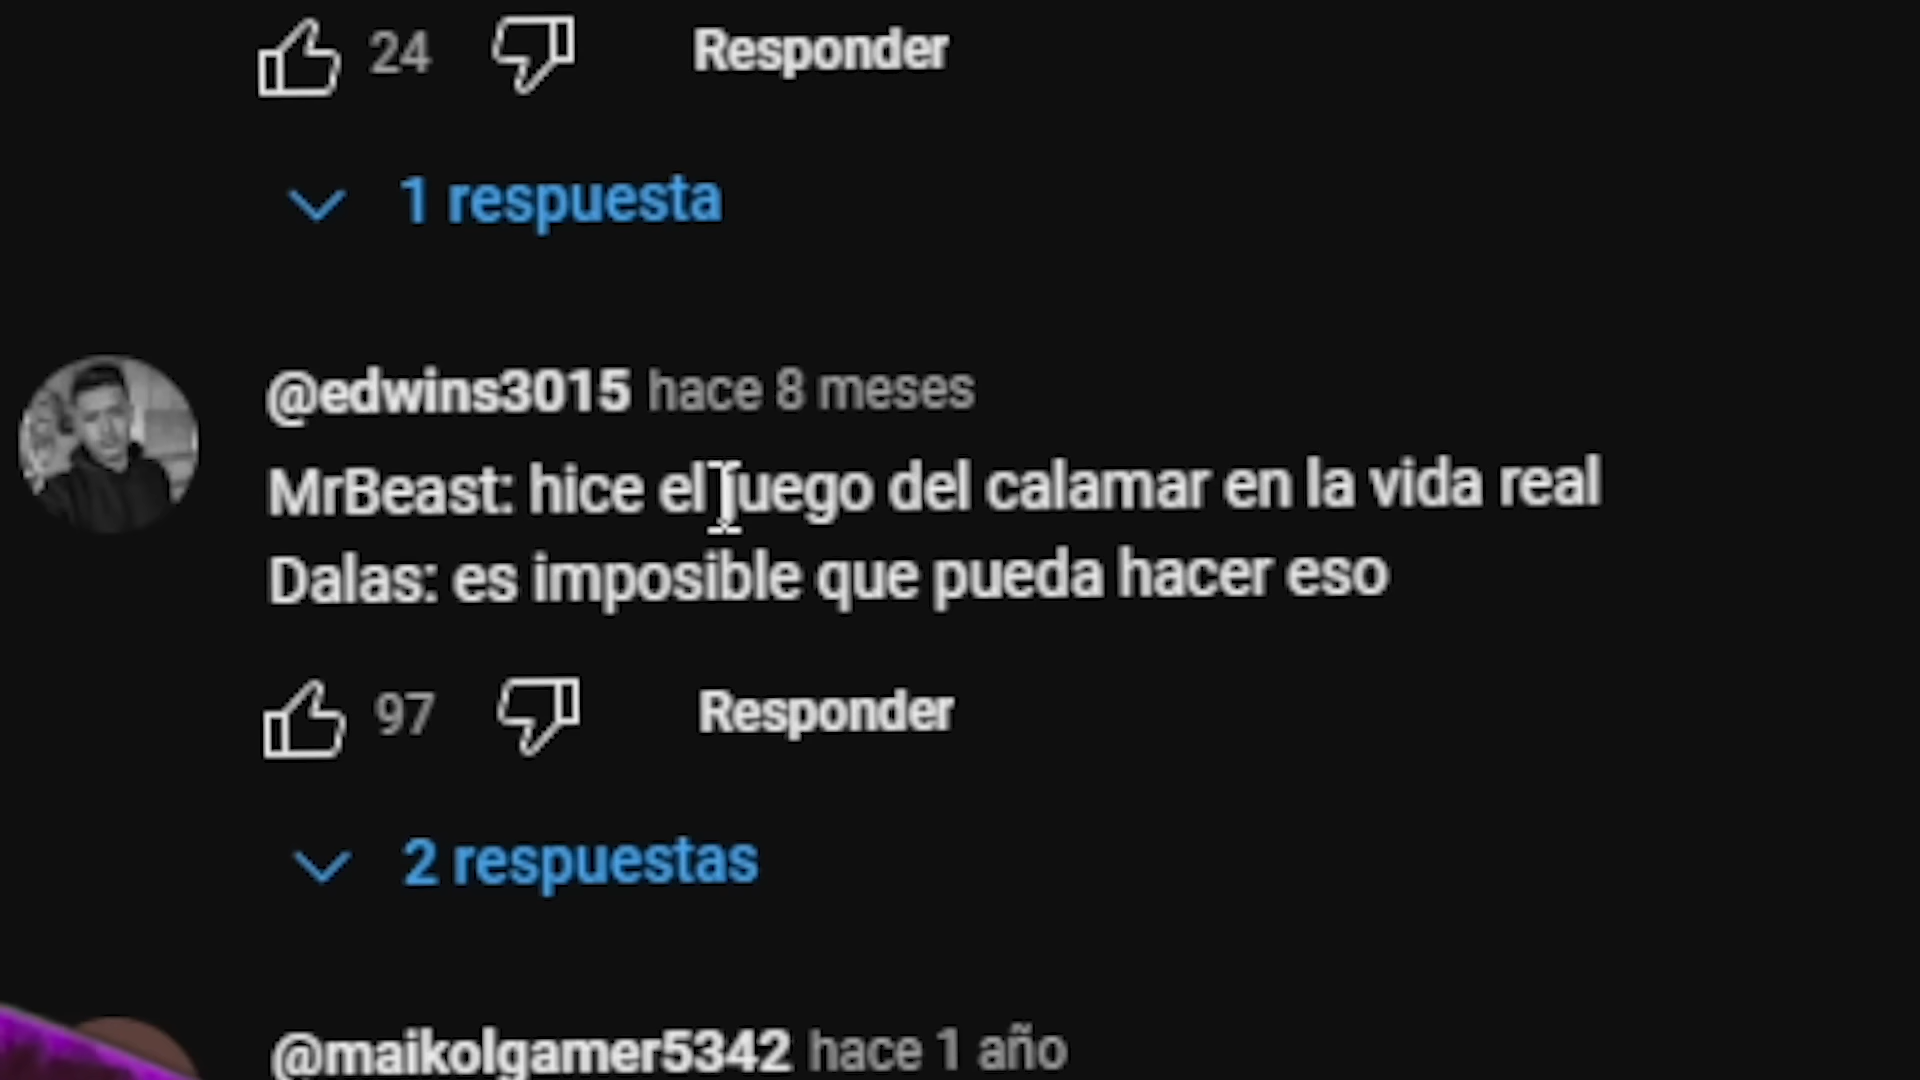 24 Responder
1 respuesta
@edwins3015 hace 8 meses
MrBeast: hice el juego del calamar en la vida real
Dalas: es imposible que pueda hacer eso
97 Responder
2 respuestas
@maikolgamer5342 hace 1 año